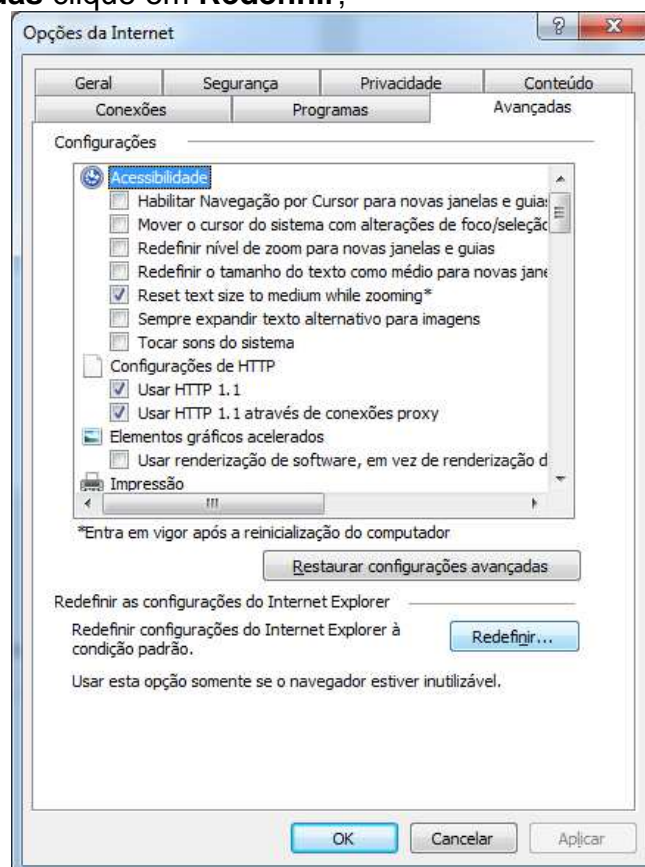 das clique em Redefinir;
Opções da Internet
Geral Segurança Privacidade Conteúdo
Conexões Programas Avançadas
Configurações
Acessibilidade
Habilitar Navegação por Cursor para novas janelas e guias
Mover o cursor do sistema com alterações de foco/seleção
Redefinir nível de zoom para novas janelas e guias
Redefinir o tamanho do texto como médio para novas jane
Reset text size to medium while zooming*
Sempre expandir texto alternativo para imagens
Tocar sons do sistema
Configurações de HTTP
Usar HTTP 1.1
Usar HTTP 1.1 através de conexões proxy
Elementos gráficos acelerados
Usar renderização de software, em vez de renderização d
Impressão
*Entra em vigor após a reinicialização do computador
Restaurar configurações avançadas
Redefinir as configurações do Internet Explorer
Redefinir configurações do Internet Explorer à
condição padrão.
Redefinir...
Usar esta opção somente se o navegador estiver inutilizável.
OK Cancelar Aplicar